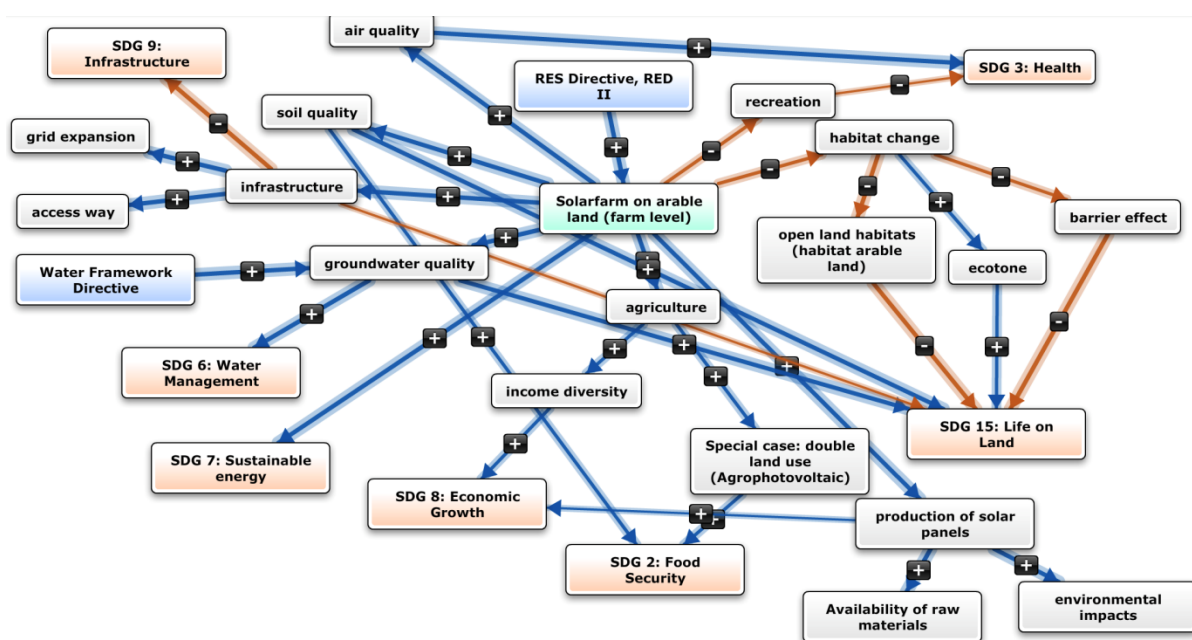 air quality
SDG 9:
Infrastructure
+
SDG 3: Health
RES Directive, RED
II
recreation
-
soil quality
habitat change
grid expansion
-
+
+
+
-
-
infrastructure
+
Solarfarm on arable
land (farm level)
-
-
+
access way
+
barrier effect
open land habitats
(habitat arable
land)
+
groundwater quality
ecotone
Water Framework
Directive
+
+
agriculture
+
-
+
+
+
+
-
+
SDG 6: Water
Management
+
+
income diversity
SDG 15: Life on
Land
SDG 7: Sustainable
energy
+
Special case: double
land use
(Agrophotovoltaic)
SDG 8: Economic
Growth
+
production of solar
panels
SDG 2: Food
Security
+
+
Availability of raw
materials
environmental
impacts